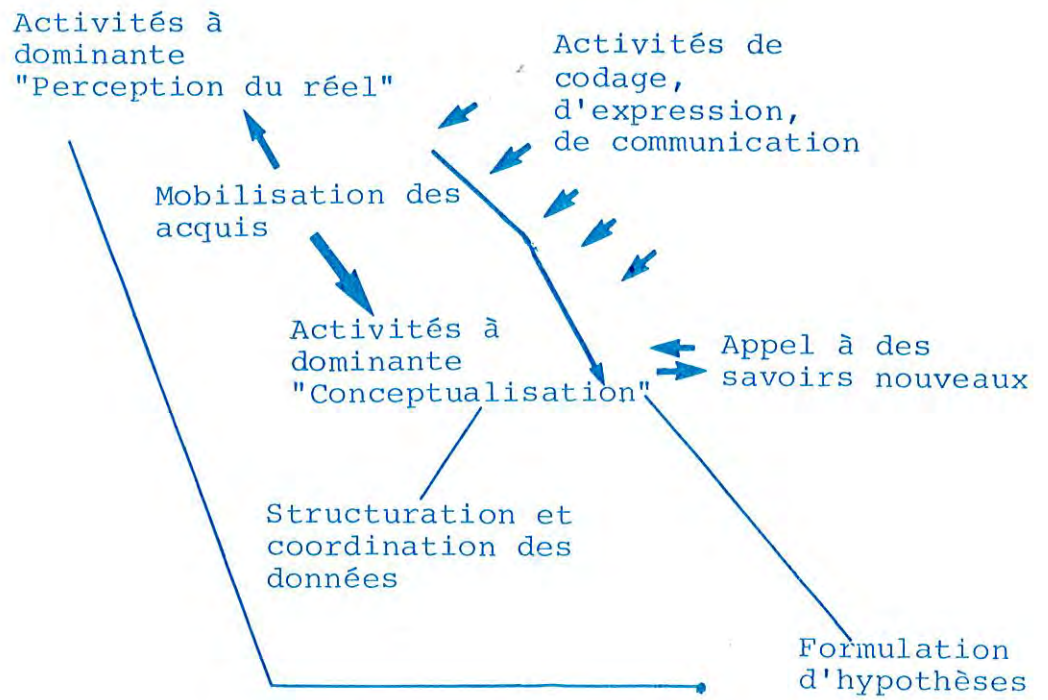 Activités à
dominante
"Perception du réel"
Activités de
codage,
d'expression,
de communication
Mobilisation des
acquis
Activités à
dominante
"Conceptualisation"
Appel à des
savoirs nouveaux
Structuration et
coordination des
données
Formulation
d'hypothèses